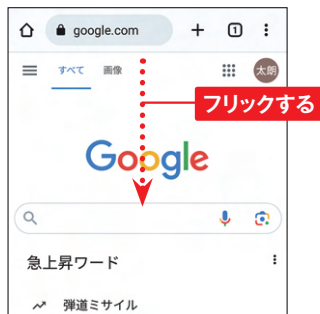 google.com
1
すべて 画像
太朗
フリックする
Google
急上昇ワード
弾道ミサイル